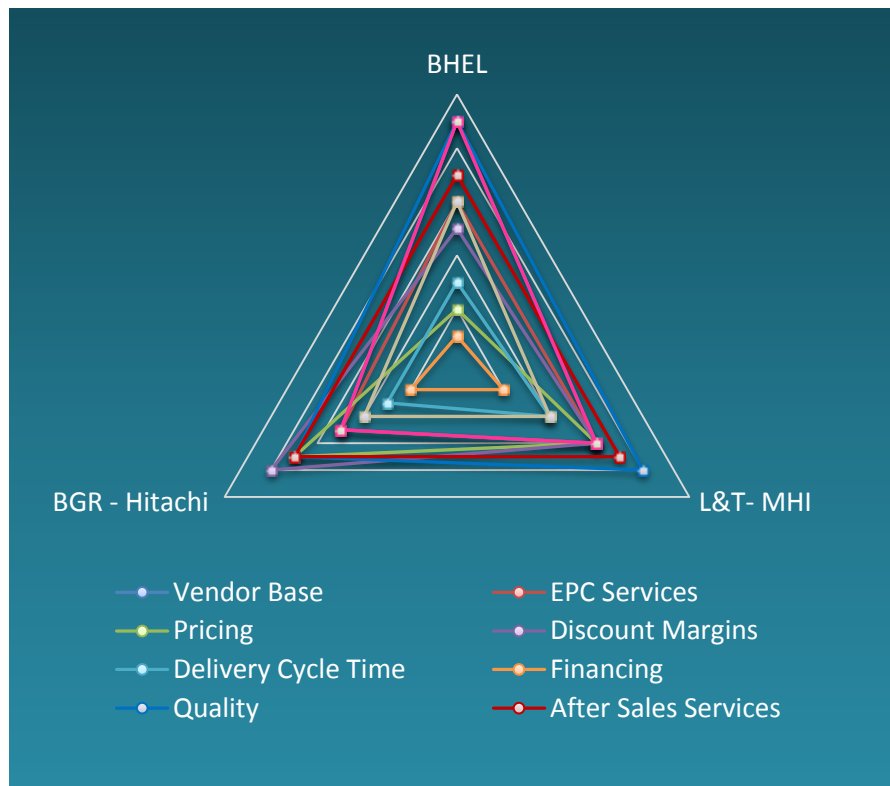 BHEL
BGR - Hitachi
L&T- MHI
Vendor Base
EPC Services
Pricing
Discount Margins
Delivery Cycle Time
Financing
Quality
After Sales Services